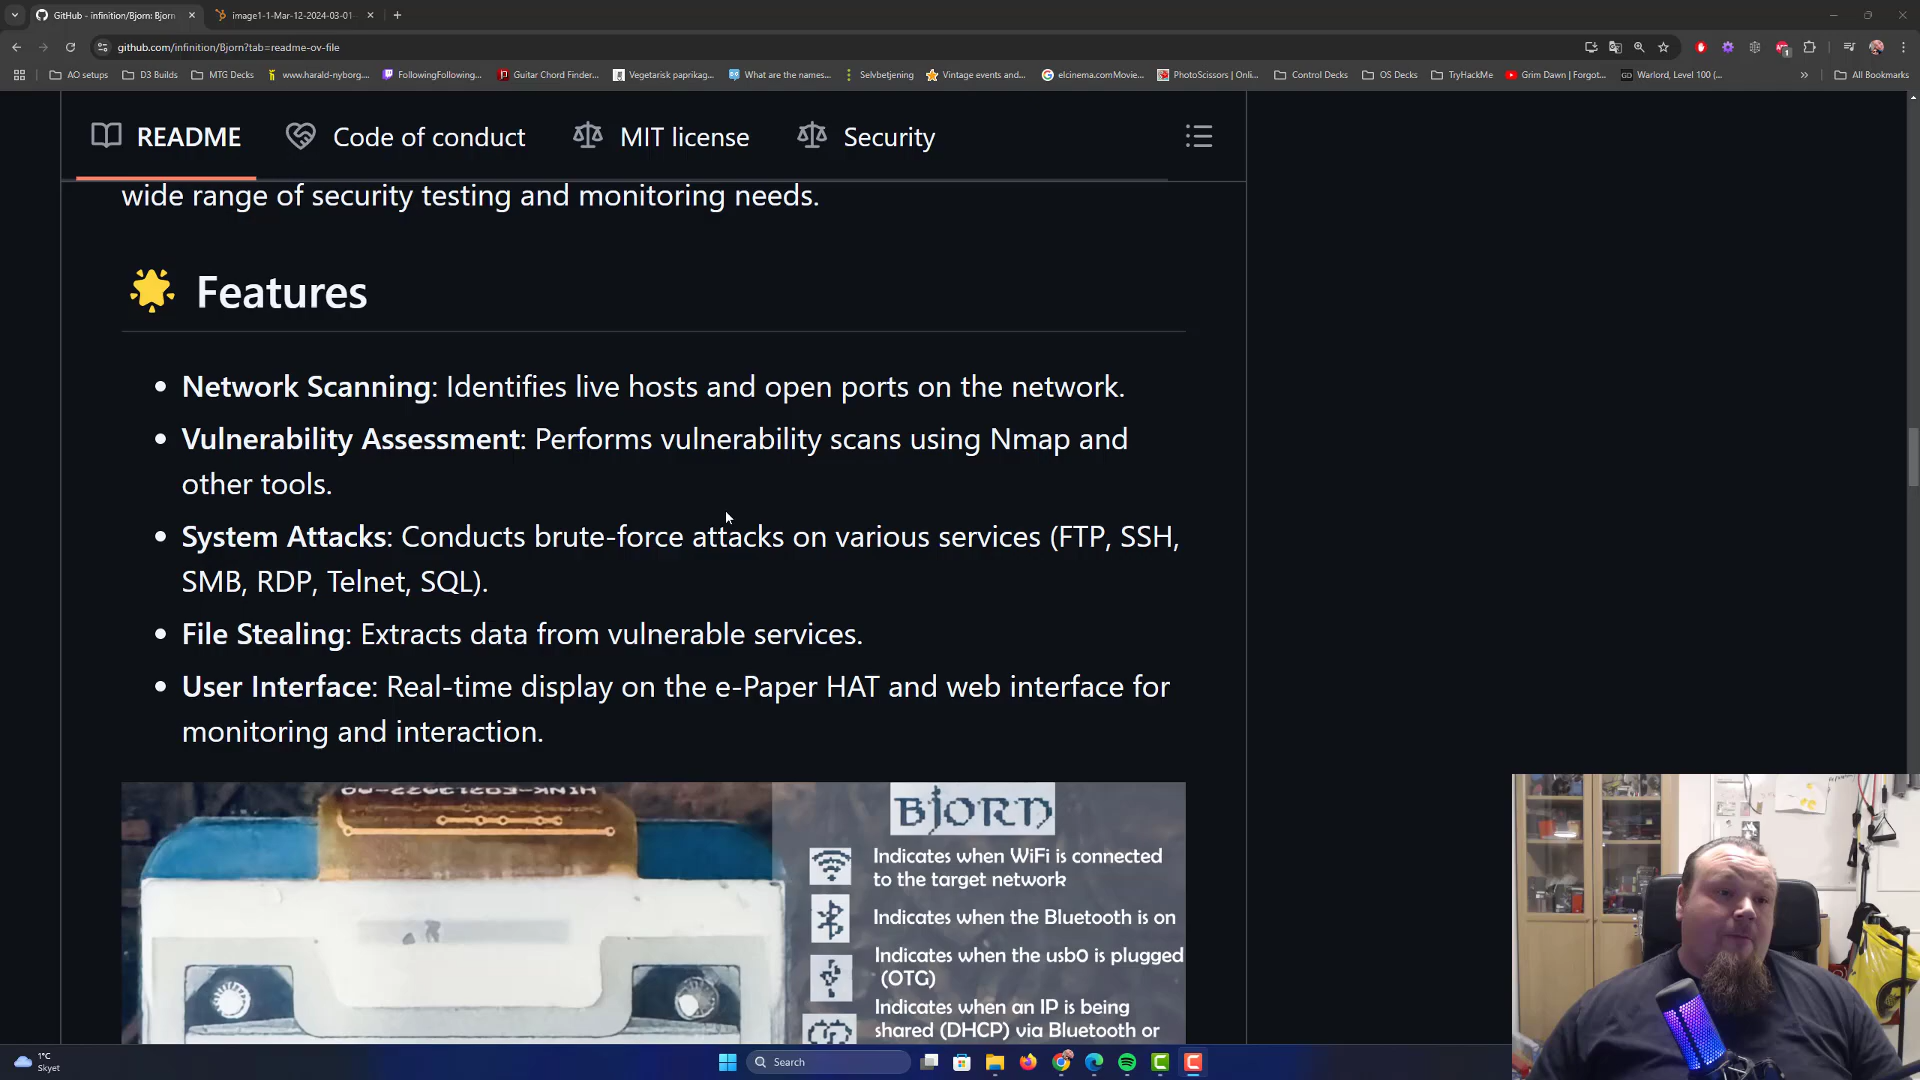 GitHub - infinition/Bjorn: Bjorn
image1-1-Mar-12-2024-03-01-
github.com/infinition/Bjorn?tab=readme-ov-file
AO setups
D3 Builds
MTG Decks
www.harald-nyborg....
FollowingFollowing...
Guitar Chord Finder...
Vegetarisk paprikag...
What are the names...
Selvbetjening
Vintage events and...
elcinema.comMovie...
PhotoScissors | Onli...
Control Decks
OS Decks
TryHackMe
Grim Dawn | Forgot...
Warlord, Level 100 (...
All Bookmarks
README
Code of conduct
MIT license
Security
wide range of security testing and monitoring needs.
Features
Network Scanning: Identifies live hosts and open ports on the network.
Vulnerability Assessment: Performs vulnerability scans using Nmap and
other tools.
System Attacks: Conducts brute-force attacks on various services (FTP, SSH,
SMB, RDP, Telnet, SQL).
File Stealing: Extracts data from vulnerable services.
User Interface: Real-time display on the e-Paper HAT and web interface for
monitoring and interaction.
BJORN
Indicates when WiFi is connected
to the target network
Indicates when the Bluetooth is on
Indicates when the usb0 is plugged
(OTG)
Indicates when an IP is being
shared (DHCP) via Bluetooth or
1°C
Skyet
Search